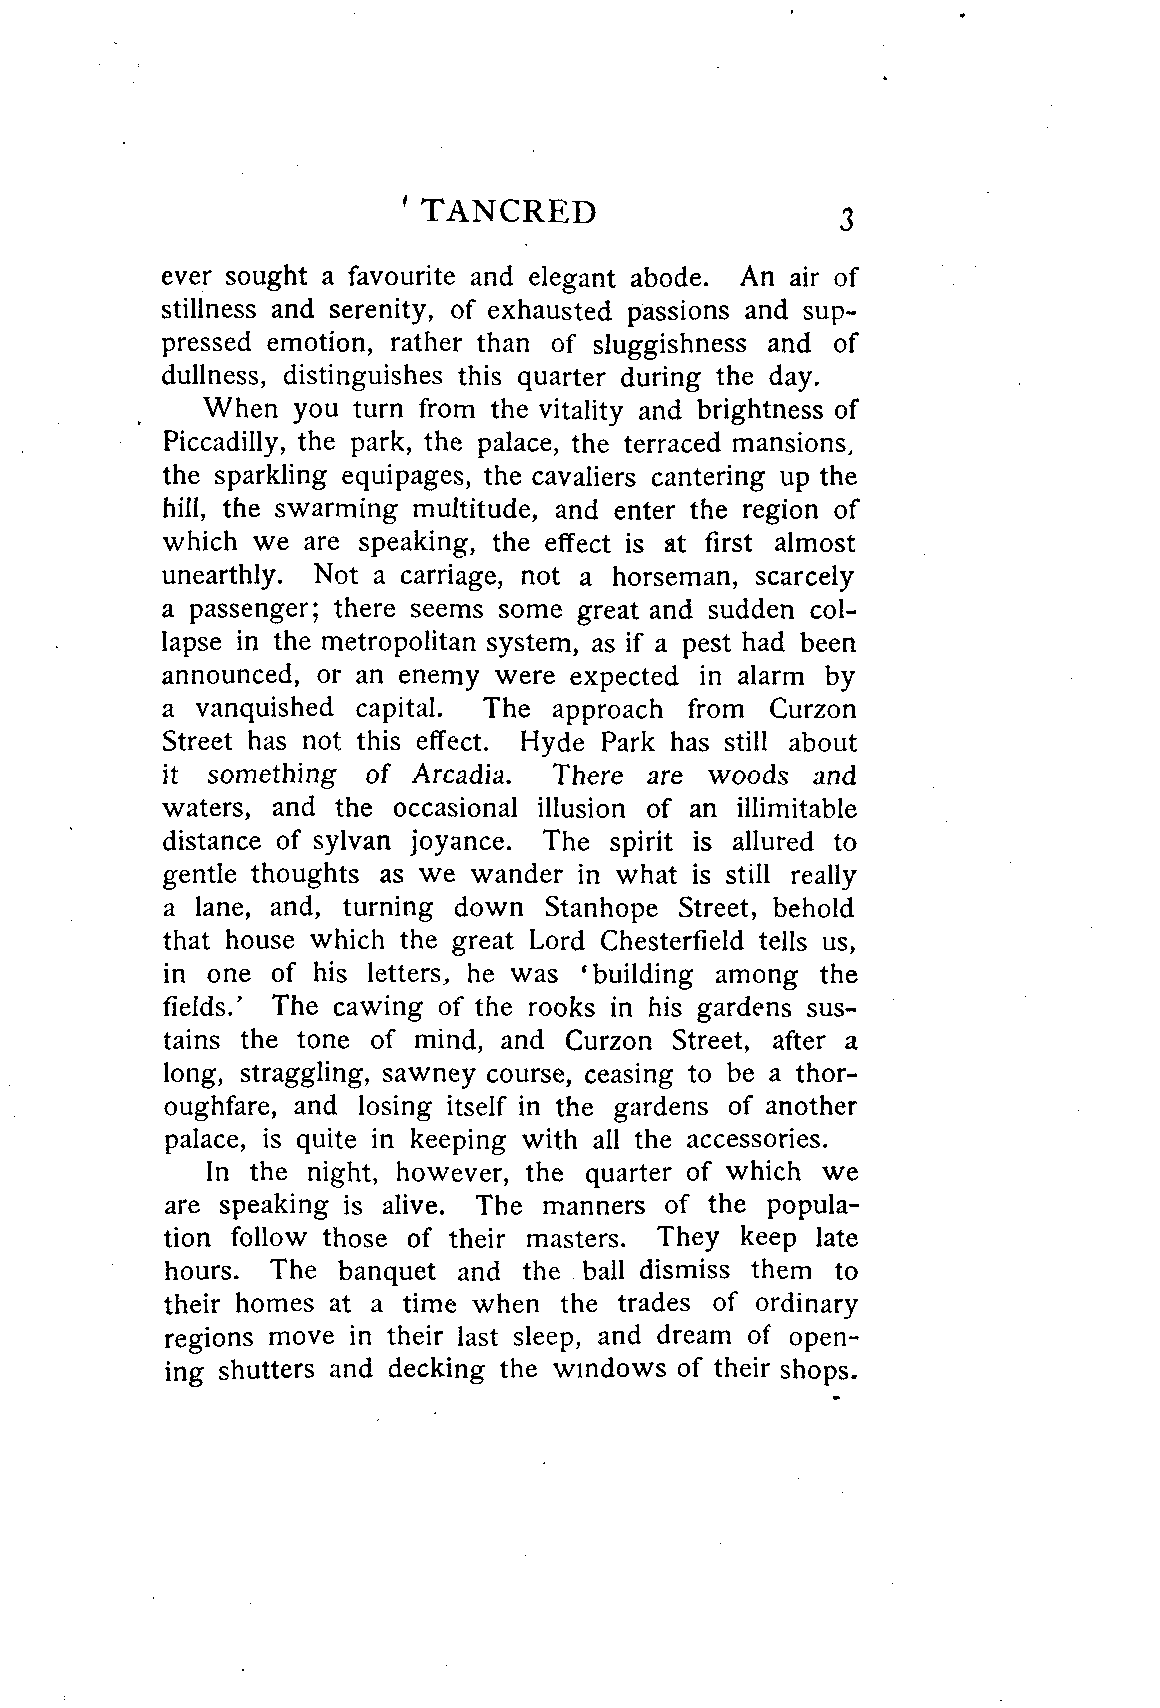 TANCRED 3
ever sought a favourite and elegant abode. An air of
stillness and serenity, of exhausted passions and sup-
pressed emotion, rather than of sluggishness and of
dullness, distinguishes this quarter during the day.
When you turn from the vitality and brightness of
Piccadilly, the park, the palace, the terraced mansions,
the sparkling equipages, the cavaliers cantering up the
hill, the swarming multitude, and enter the region of
which we are speaking, the effect is at first almost
unearthly. Not a carriage, not a horseman, scarcely
a passenger; there seems some great and sudden col-
lapse in the metropolitan system, as if a pest had been
announced, or an enemy were expected in alarm by
a vanquished capital. The approach from Curzon
Street has not this effect. Hyde Park has still about
it something of Arcadia. There are woods and
waters, and the occasional illusion of an illimitable
distance of sylvan joyance. The spirit is allured to
gentle thoughts as we wander in what is still really
a lane, and, turning down Stanhope Street, behold
that house which the great Lord Chesterfield tells us,
in one of his letters, he was 'building among the
fields.' The cawing of the rooks in his gardens sus-
tains the tone of mind, and Curzon Street, after a
long, straggling, sawney course, ceasing to be a thor-
oughfare, and losing itself in the gardens of another
palace, is quite in keeping with all the accessories.
In the night, however, the quarter of which we
are speaking is alive. The manners of the popula-
tion follow those of their masters. They keep late
hours. The banquet and the ball dismiss them to
their homes at a time when the trades of ordinary
regions move in their last sleep, and dream of open-
ing shutters and decking the windows of their shops.